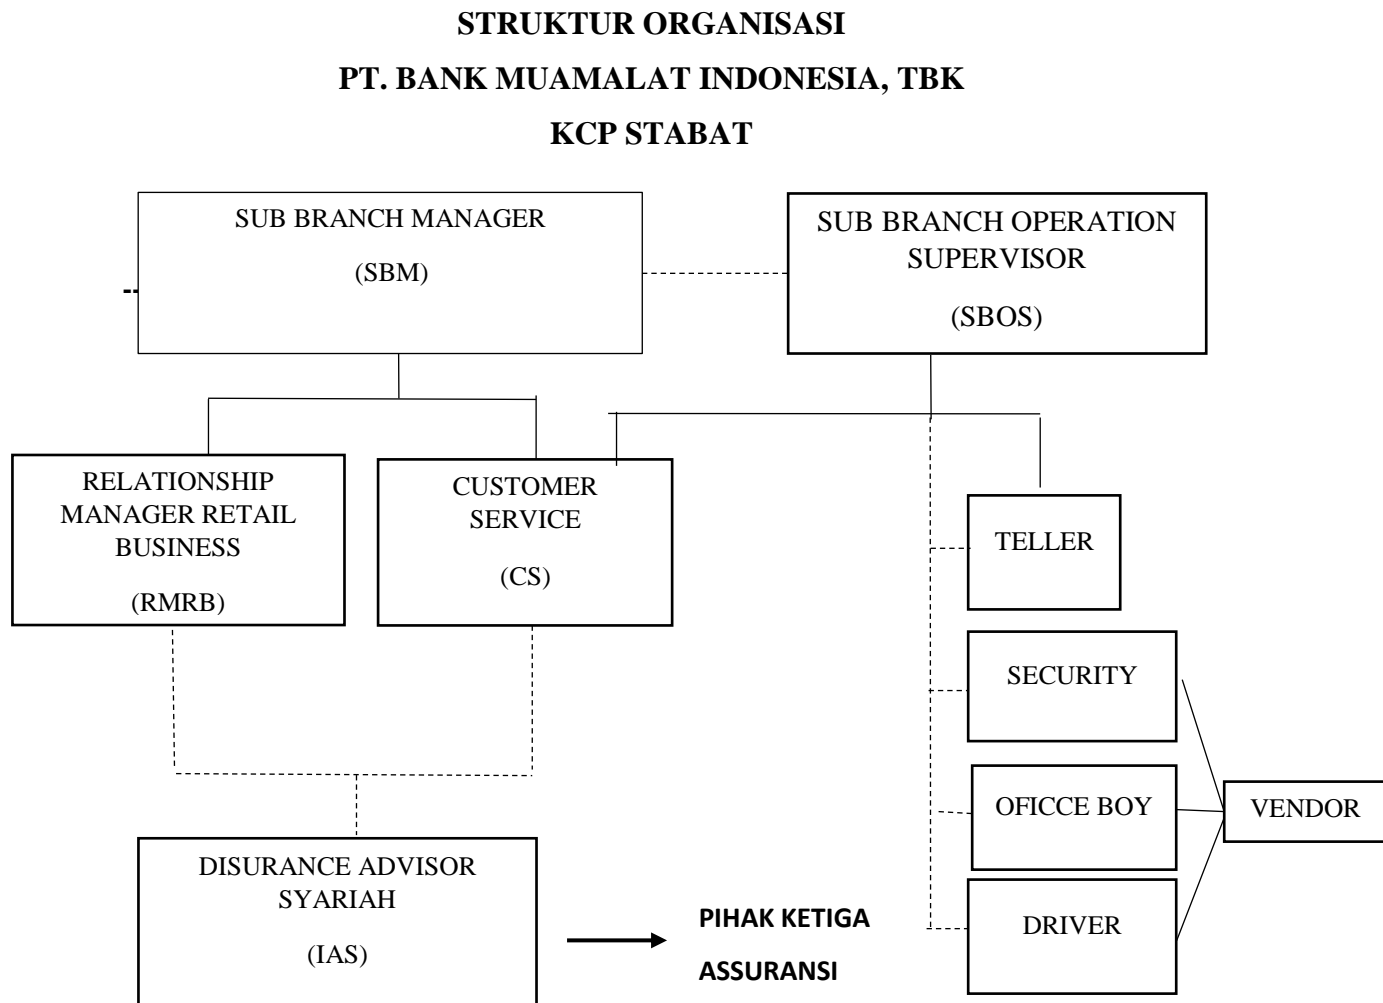 STRUKTUR ORGANISASI
PT. BANK MUAMALAT INDONESIA, TBK
KCP STABAT
SUB BRANCH MANAGER
(SBM)
SUB BRANCH OPERATION
SUPERVISOR
(SBOS)
RELATIONSHIP
MANAGER RETAIL
BUSINESS
(RMRB)
CUSTOMER
SERVICE
(CS)
TELLER
SECURITY
OFICCE BOY
VENDOR
DRIVER
DISURANCE ADVISOR
SYARIAH
(IAS)
PIHAK KETIGA
ASSURANSI